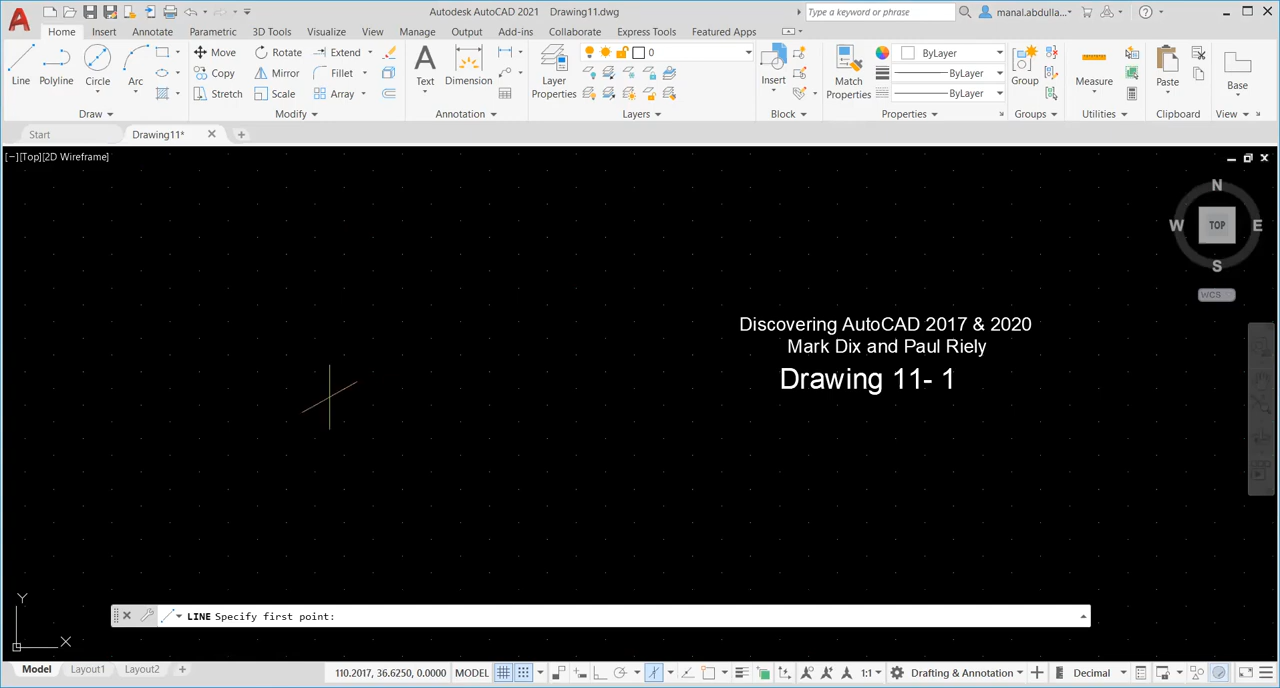 Autodesk AutoCAD 2021 Drawing11.dwg
Type a keyword or phrase
manal.abdulla...
Home Insert Annotate Parametric 3D Tools Visualize View Manage Output Add-ins Collaborate Express Tools Featured Apps
Line Polyline Circle Arc
Move Rotate Extend
Copy Mirror Fillet
Stretch Scale Array
Text Dimension
Layer Properties
0
Insert
Match Properties
ByLayer
ByLayer
ByLayer
Group
Measure
Paste
Base
Draw Modify Annotation Layers Block Properties Groups Utilities Clipboard View
Start Drawing11*
[−][Top][2D Wireframe]
N
W TOP E
S
WCS
Discovering AutoCAD 2017 & 2020
Mark Dix and Paul Riely
Drawing 11- 1
Y
X
LINE Specify first point:
Model Layout1 Layout2
110.2017, 36.6250, 0.0000 MODEL 1:1 Drafting & Annotation Decimal